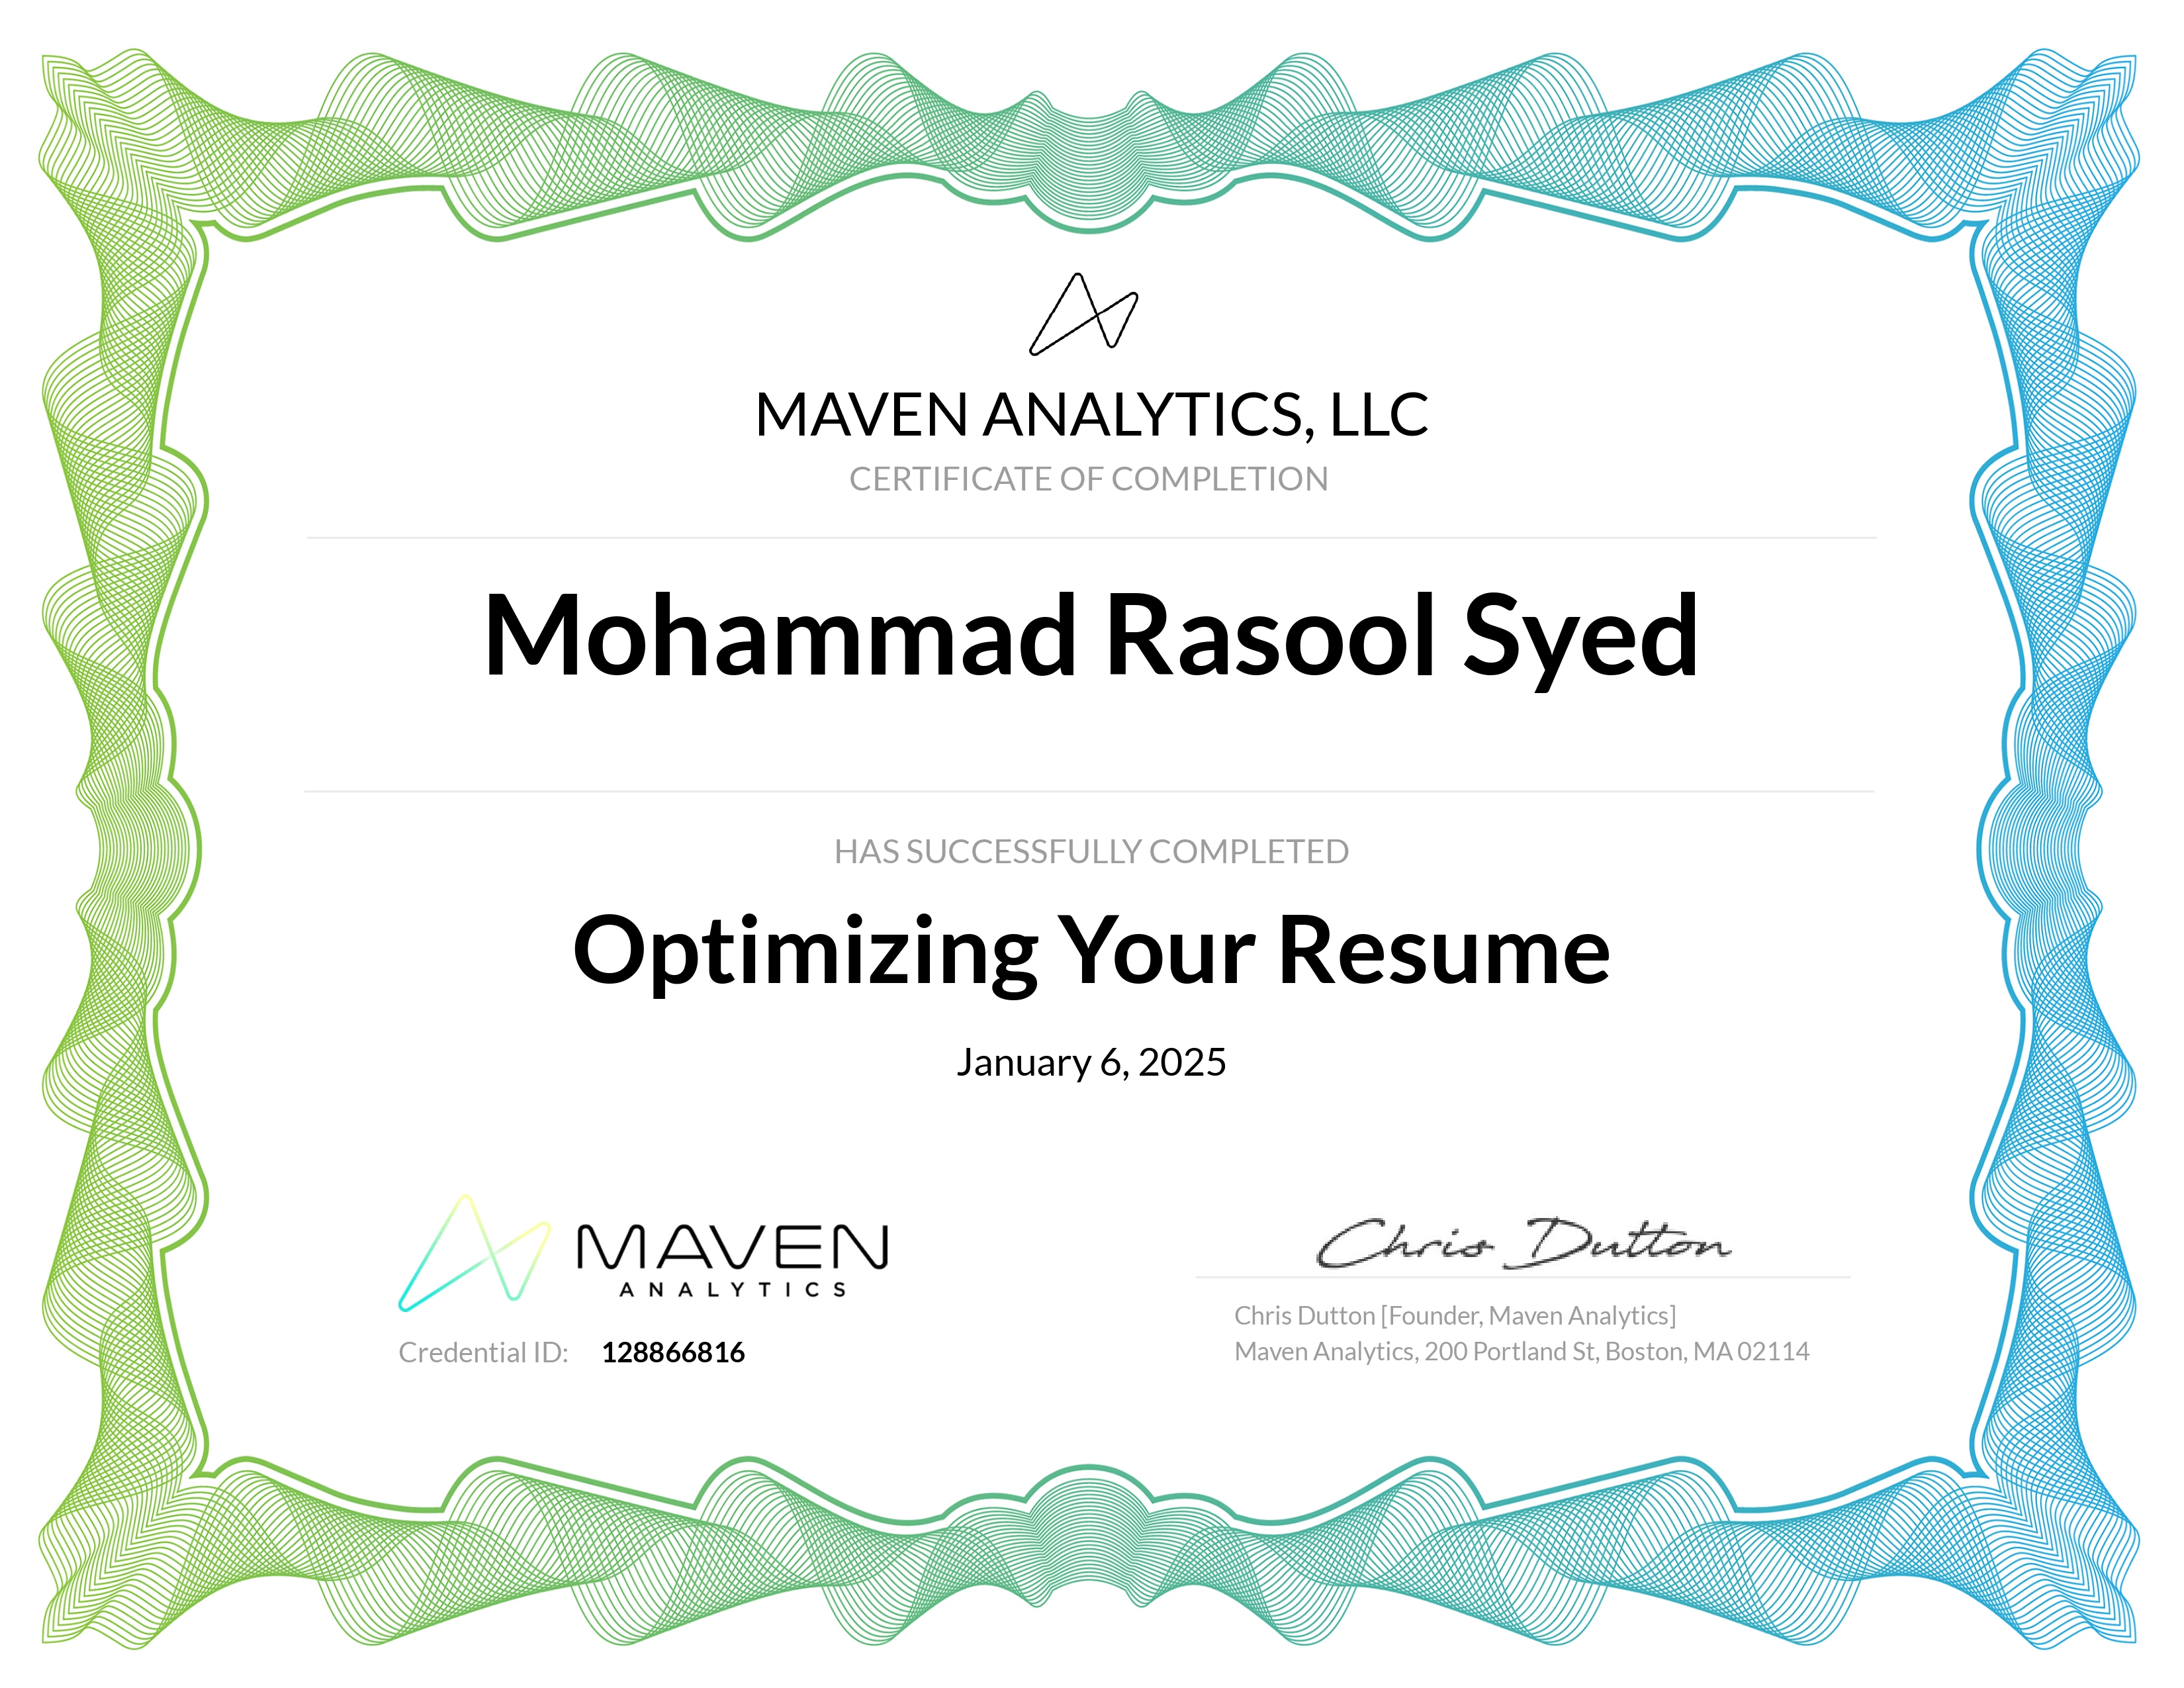 MAVEN ANALYTICS, LLC
CERTIFICATE OF COMPLETION
Mohammad Rasool Syed
HAS SUCCESSFULLY COMPLETED
Optimizing Your Resume
January 6, 2025
MAVEN
ANALYTICS
Credential ID: 128866816
Chris Dutton
Chris Dutton [Founder, Maven Analytics]
Maven Analytics, 200 Portland St, Boston, MA 02114